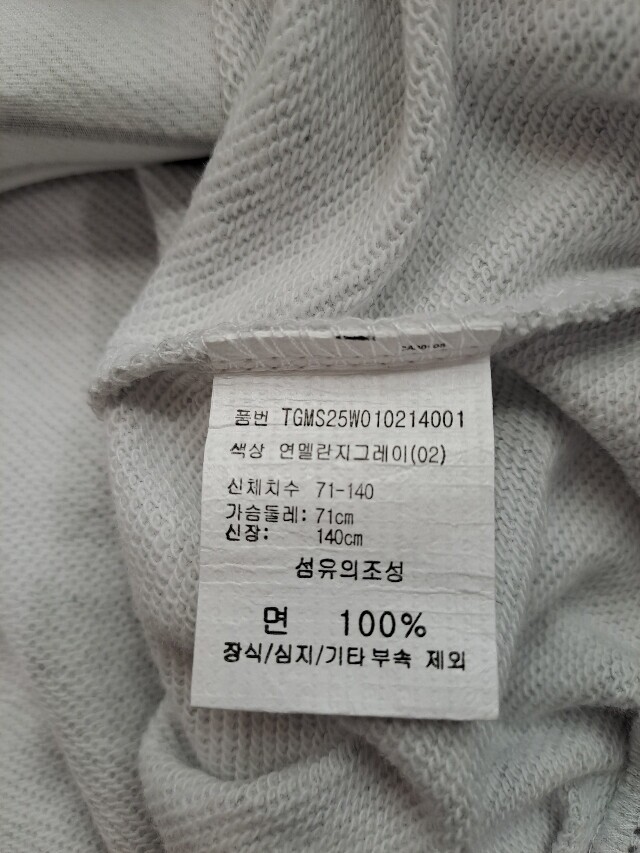 품번 TGMS25W010214001
색상 연멜란지그레이(02)
신체치수 71-140
가슴둘레: 71cm
신장: 140cm
섬유의조성
면 100%
장식/심지/기타부속 제외